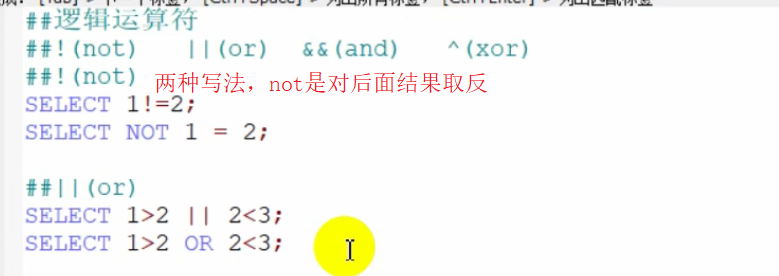 ##逻辑运算符
##!(not)   ||(or)  &&(and)   ^(xor)
##!(not) 两种写法，not是对后面结果取反
SELECT 1!=2;
SELECT NOT 1 = 2;
##||(or)
SELECT 1>2 || 2<3;
SELECT 1>2 OR 2<3;